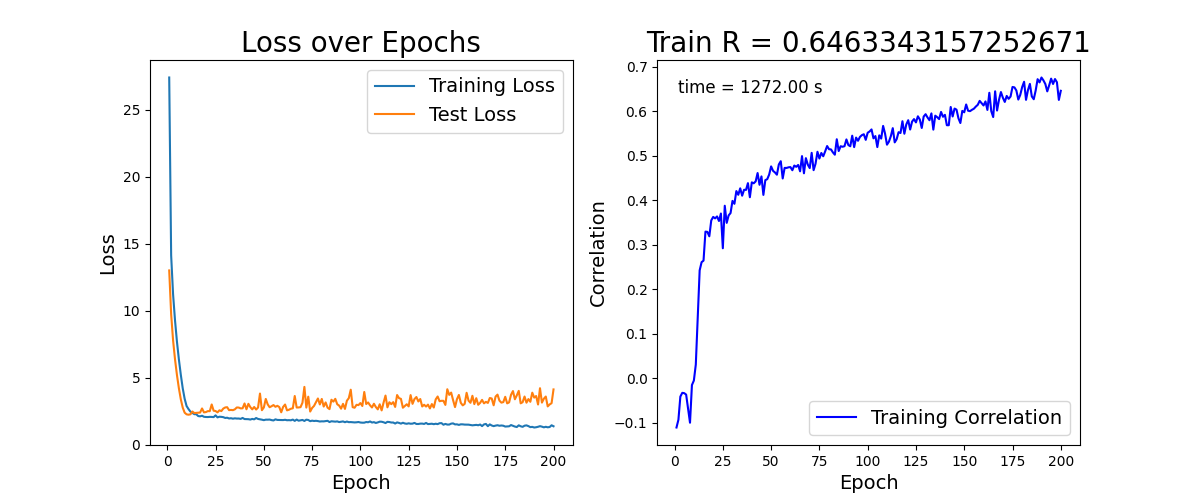 Loss over Epochs
Training Loss
Test Loss
Loss
25
20
15
10
5
0
0 25 50 75 100 125 150 175 200
Epoch
Train R = 0.6463343157252671
time = 1272.00 s
Correlation
0.7
0.6
0.5
0.4
0.3
0.2
0.1
0.0
−0.1
Training Correlation
0 25 50 75 100 125 150 175 200
Epoch